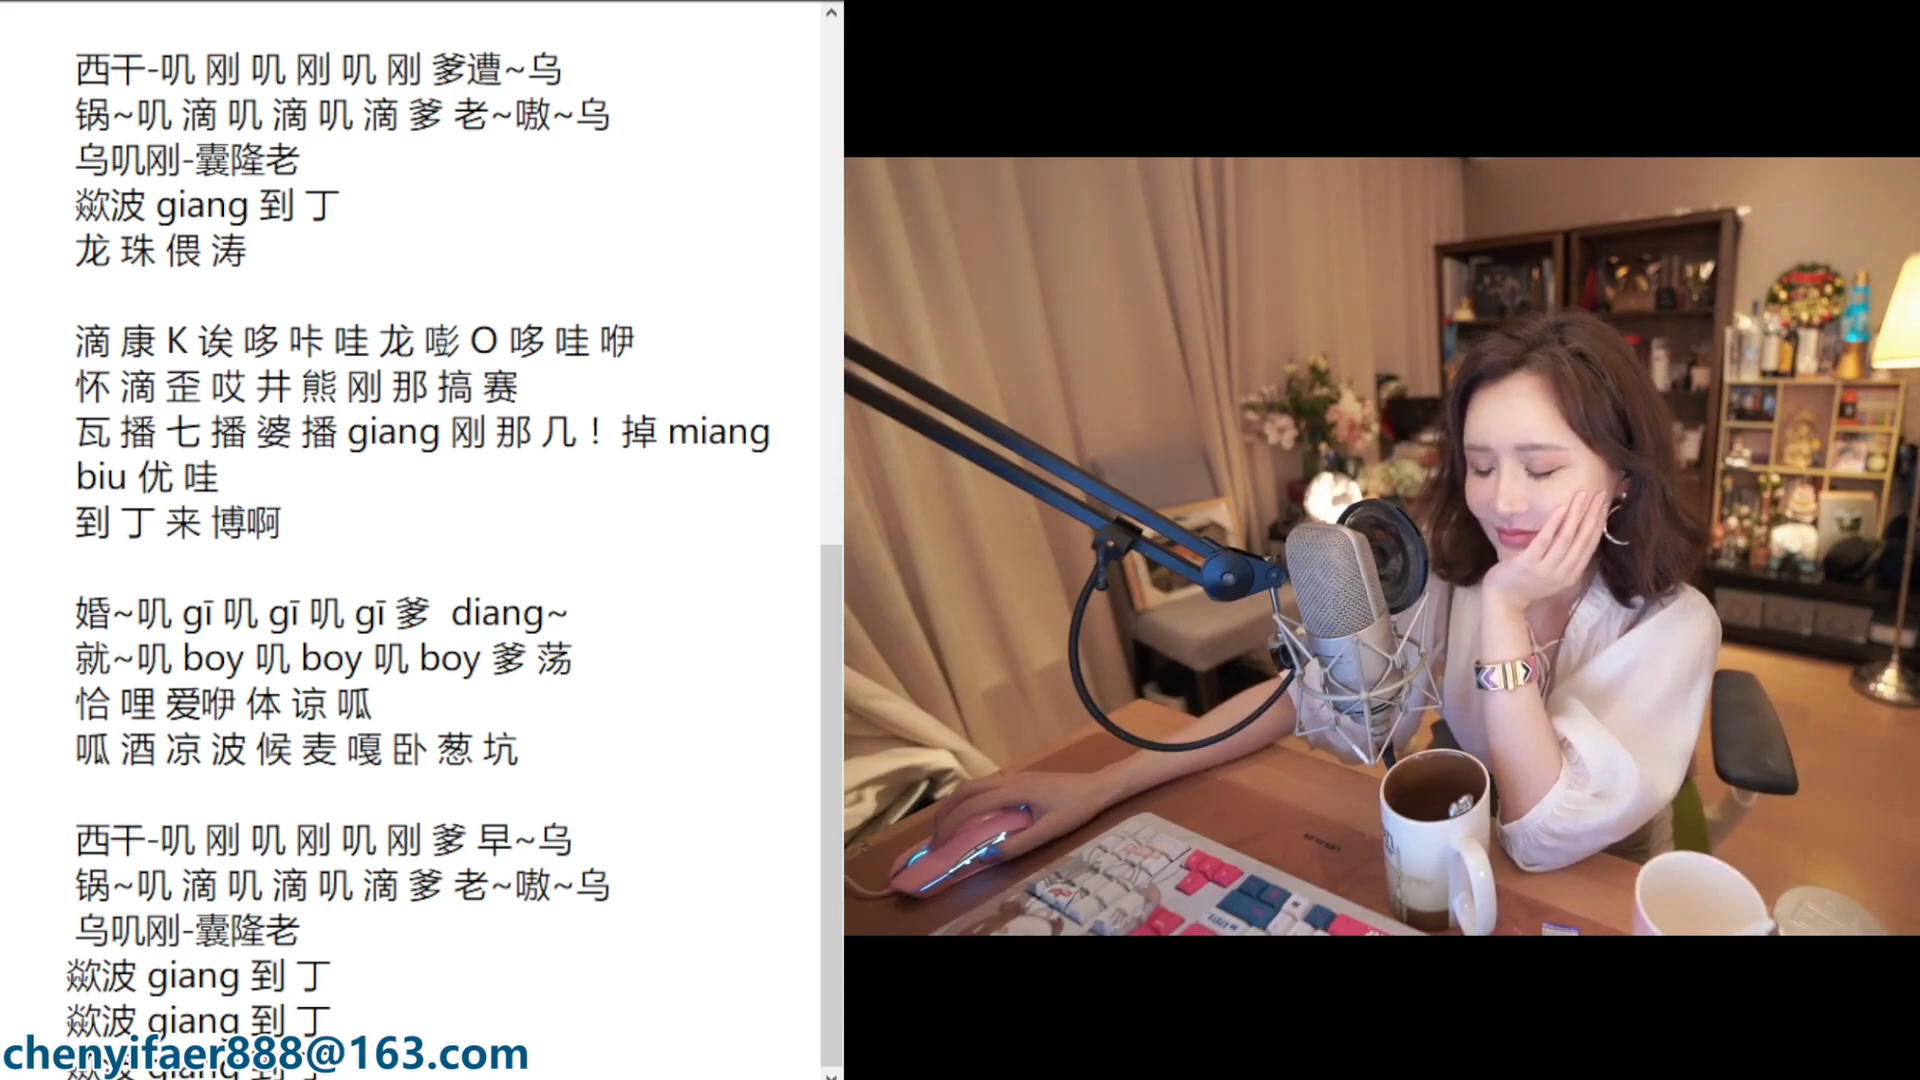 西干-叽 刚 叽 刚 叽 刚 爹遭~乌
锅~叽 滴 叽 滴 叽 滴 爹 老~嗷~乌
乌叽刚-囊隆老
歘波 giang 到 丁
龙 珠 偎 涛
滴 康 K 诶 哆 咔 哇 龙 嘭 O 哆 哇 咿
怀 滴 歪 哎 井 熊 刚 那 搞 赛
瓦 播 七 播 婆 播 giang 刚 那 几！掉 miang
biu 优 哇
到 丁 来 博啊
婚~叽 gī 叽 gī 叽 gī 爹 diang~
就~叽 boy 叽 boy 叽 boy 爹 荡
恰 哩 爱咿 体 谅 呱
呱 酒 凉 波 候 麦 嘎 卧 葱 坑
西干-叽 刚 叽 刚 叽 刚 爹 早~乌
锅~叽 滴 叽 滴 叽 滴 爹 老~嗷~乌
乌叽刚-囊隆老
歘波 giang 到 丁
歘波 giang 到 丁
chenyifaer888@163.com